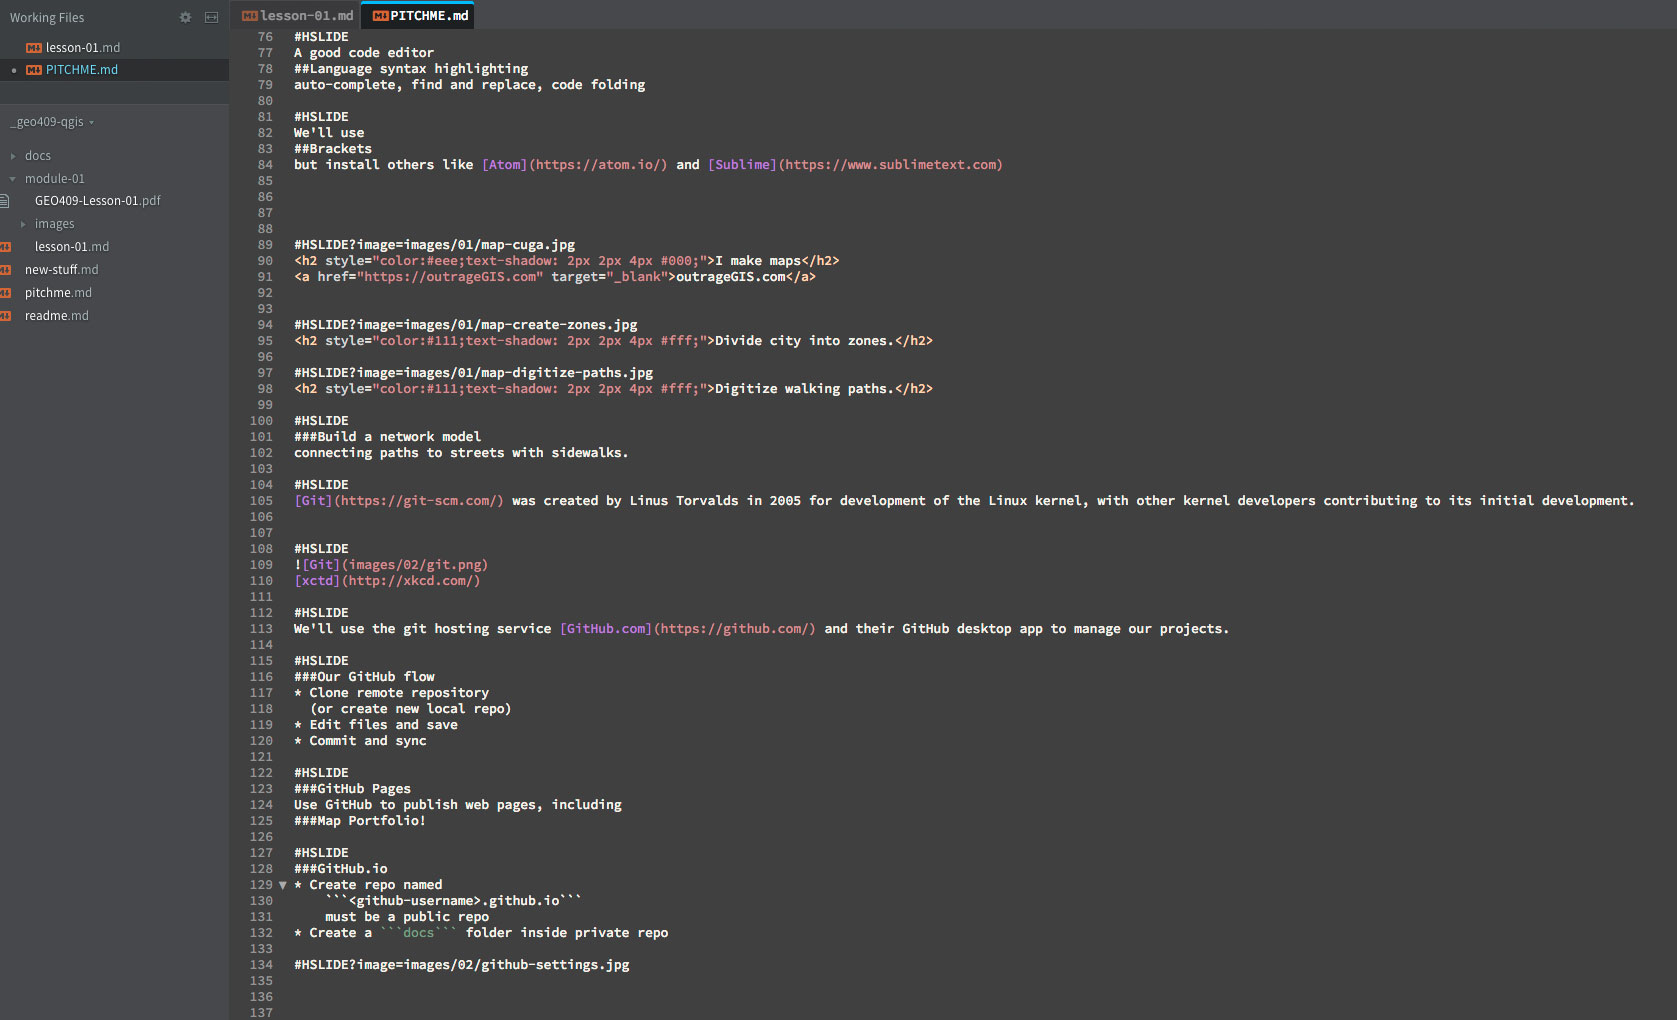 Working Files
lesson-01.md
PITCHME.md
_geo409-qgis
docs
module-01
GEO409-Lesson-01.pdf
images
lesson-01.md
new-stuff.md
pitchme.md
readme.md
lesson-01.md PITCHME.md
76 #HSLIDE
77 A good code editor
78 ##Language syntax highlighting
79 auto-complete, find and replace, code folding
80
81 #HSLIDE
82 We'll use
83 ##Brackets
84 but install others like [Atom](https://atom.io/) and [Sublime](https://www.sublimetext.com)
85
86
87
88
89 #HSLIDE?image=images/01/map-cuga.jpg
90 <h2 style="color:#eee;text-shadow: 2px 2px 4px #000;">I make maps</h2>
91 <a href="https://outrageGIS.com" target="_blank">outrageGIS.com</a>
92
93
94 #HSLIDE?image=images/01/map-create-zones.jpg
95 <h2 style="color:#111;text-shadow: 2px 2px 4px #fff;">Divide city into zones.</h2>
96
97 #HSLIDE?image=images/01/map-digitize-paths.jpg
98 <h2 style="color:#111;text-shadow: 2px 2px 4px #fff;">Digitize walking paths.</h2>
99
100 #HSLIDE
101 ###Build a network model
102 connecting paths to streets with sidewalks.
103
104 #HSLIDE
105 [Git](https://git-scm.com/) was created by Linus Torvalds in 2005 for development of the Linux kernel, with other kernel developers contributing to its initial development.
106
107
108 #HSLIDE
109 ![Git](images/02/git.png)
110 [xctd](http://xkcd.com/)
111
112 #HSLIDE
113 We'll use the git hosting service [GitHub.com](https://github.com/) and their GitHub desktop app to manage our projects.
114
115 #HSLIDE
116 ###Our GitHub flow
117 * Clone remote repository
118 (or create new local repo)
119 * Edit files and save
120 * Commit and sync
121
122 #HSLIDE
123 ###GitHub Pages
124 Use GitHub to publish web pages, including
125 ###Map Portfolio!
126
127 #HSLIDE
128 ###GitHub.io
129 * Create repo named
130 ```<github-username>.github.io```
131 must be a public repo
132 * Create a ```docs``` folder inside private repo
133
134 #HSLIDE?image=images/02/github-settings.jpg
135
136
137